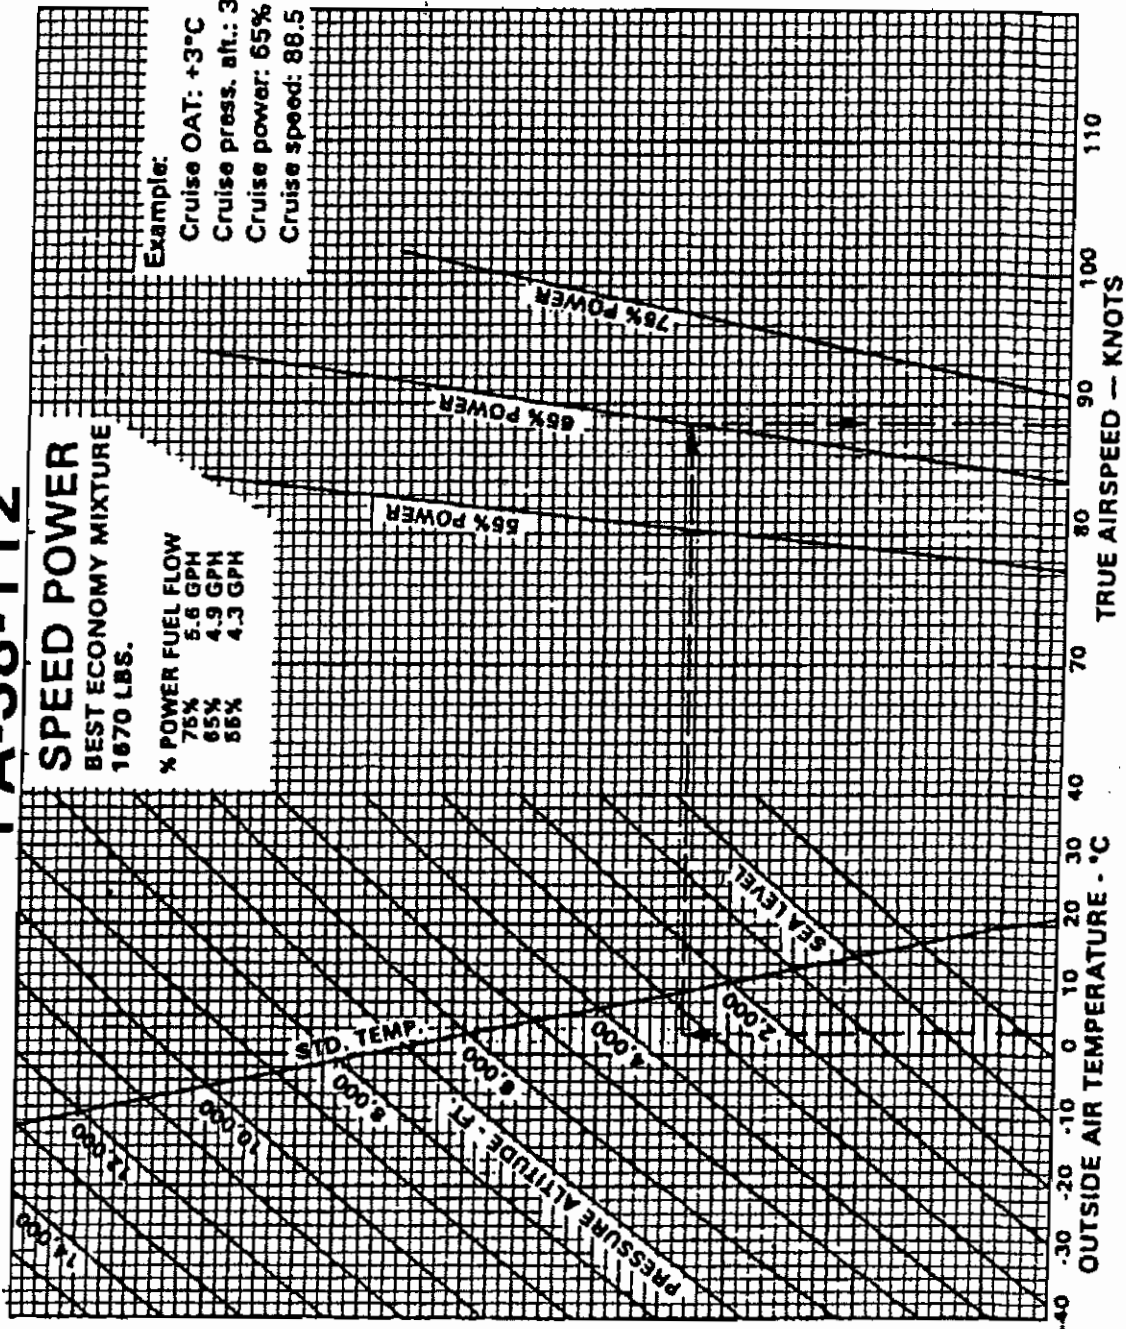 SPEED POWER
BEST ECONOMY MIXTURE
1670 LBS.
% POWER FUEL FLOW
75% 5.6 GPH
65% 4.9 GPH
55% 4.3 GPH
Example:
Cruise OAT: +3°C
Cruise press. alt.: 3
Cruise power: 65%
Cruise speed: 88.5
55% POWER
65% POWER
75% POWER
STD. TEMP.
PRESSURE ALTITUDE - FT.
14,000
12,000
10,000
8,000
6,000
4,000
2,000
SEA LEVEL
-40 -30 -20 -10 0 10 20 30 40
OUTSIDE AIR TEMPERATURE - °C
70 80 90 100 110
TRUE AIRSPEED — KNOTS